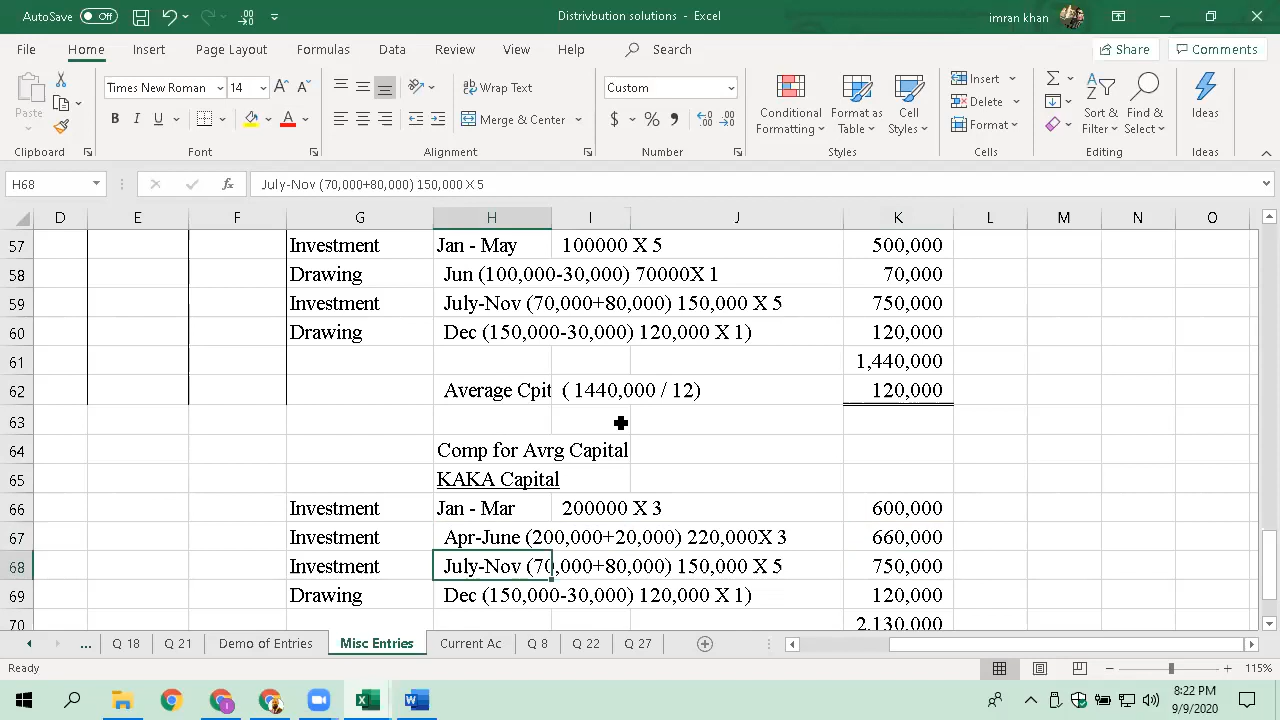 AutoSave Off Distrivbution solutions - Excel imran khan
File Home Insert Page Layout Formulas Data Review View Help Search Share Comments
Paste Times New Roman 14 Wrap Text Custom Conditional Format as Cell Insert Sort & Find & Ideas
B I U A Merge & Center $ % Formatting Table Styles Delete Filter Select
Format
Clipboard Font Alignment Number Styles Cells Editing Ideas
H68 fx July-Nov (70,000+80,000) 150,000 X 5
D E F G H I J K L M N O
57 Investment Jan - May 100000 X 5 500,000
58 Drawing Jun (100,000-30,000) 70000X 1 70,000
59 Investment July-Nov (70,000+80,000) 150,000 X 5 750,000
60 Drawing Dec (150,000-30,000) 120,000 X 1) 120,000
61 1,440,000
62 Average Cpit ( 1440,000 / 12) 120,000
63
64 Comp for Avrg Capital
65 KAKA Capital
66 Investment Jan - Mar 200000 X 3 600,000
67 Investment Apr-June (200,000+20,000) 220,000X 3 660,000
68 Investment July-Nov (70,000+80,000) 150,000 X 5 750,000
69 Drawing Dec (150,000-30,000) 120,000 X 1) 120,000
70 2,130,000
... Q 18 Q 21 Demo of Entries Misc Entries Current Ac Q 8 Q 22 Q 27
Ready 115%
8:22 PM
9/9/2020